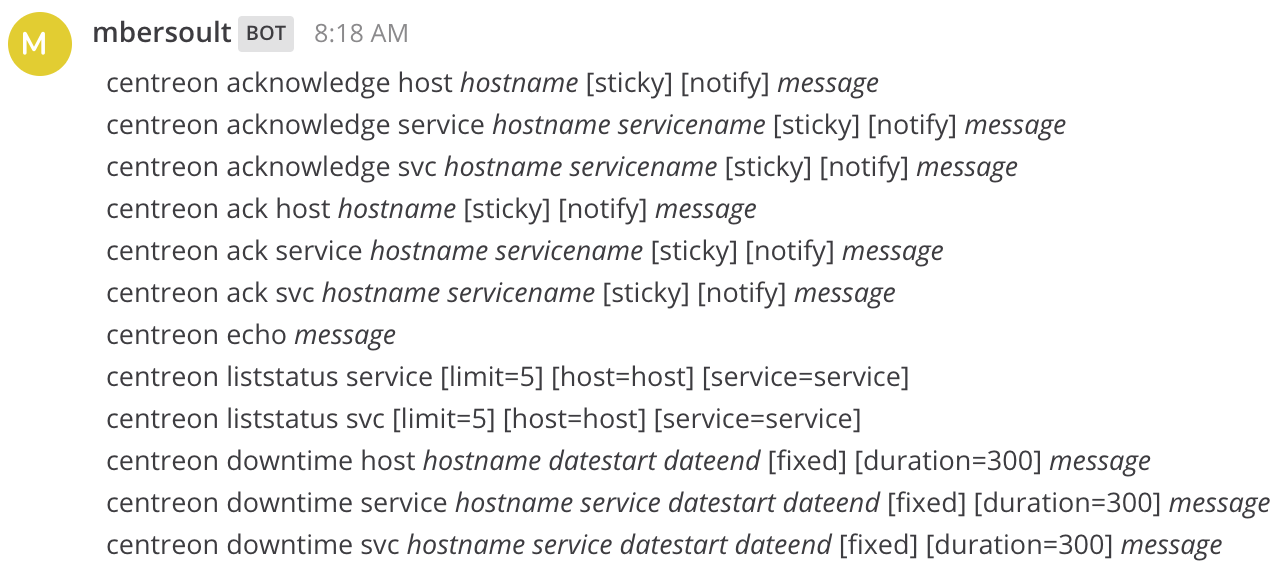 M
mbersoult BOT 8:18 AM
centreon acknowledge host hostname [sticky] [notify] message
centreon acknowledge service hostname servicename [sticky] [notify] message
centreon acknowledge svc hostname servicename [sticky] [notify] message
centreon ack host hostname [sticky] [notify] message
centreon ack service hostname servicename [sticky] [notify] message
centreon ack svc hostname servicename [sticky] [notify] message
centreon echo message
centreon liststatus service [limit=5] [host=host] [service=service]
centreon liststatus svc [limit=5] [host=host] [service=service]
centreon downtime host hostname datestart dateend [fixed] [duration=300] message
centreon downtime service hostname service datestart dateend [fixed] [duration=300] message
centreon downtime svc hostname service datestart dateend [fixed] [duration=300] message